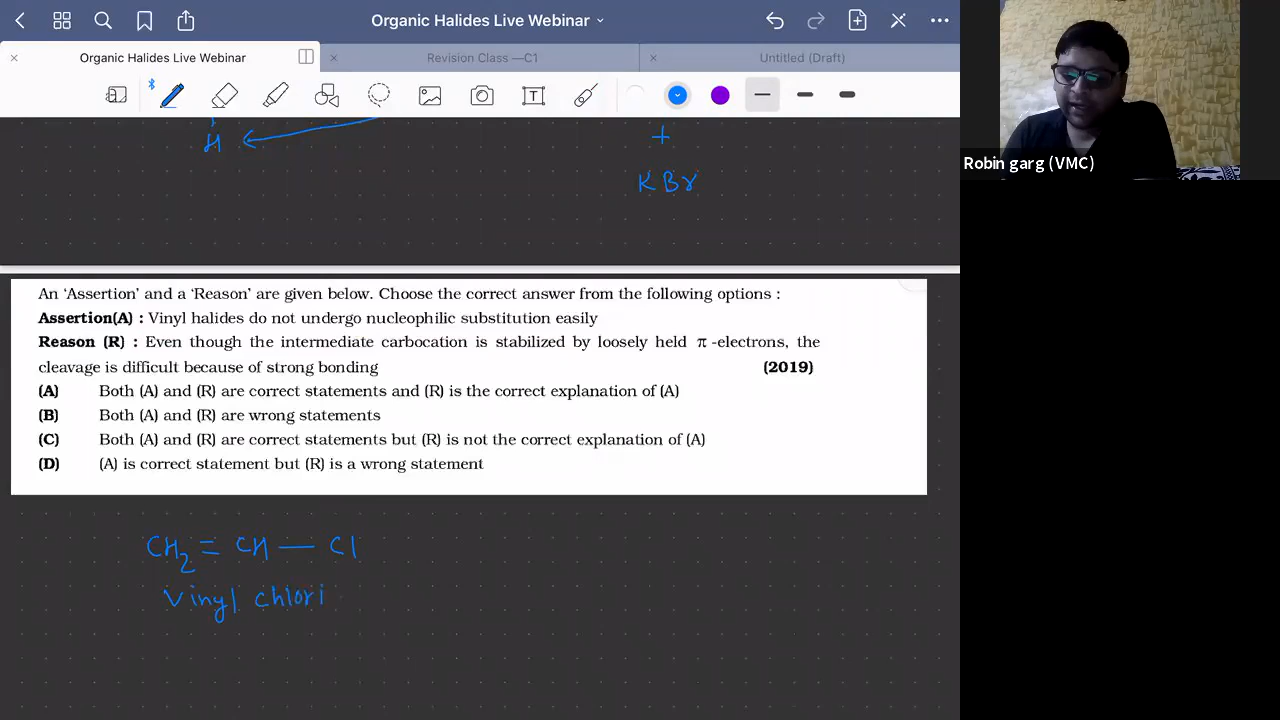 Organic Halides Live Webinar
Organic Halides Live Webinar
Revision Class —C1
Untitled (Draft)
T
H
+
KBr
Robin garg (VMC)
An ‘Assertion’ and a ‘Reason’ are given below. Choose the correct answer from the following options :
Assertion(A) : Vinyl halides do not undergo nucleophilic substitution easily
Reason (R) : Even though the intermediate carbocation is stabilized by loosely held π -electrons, the
cleavage is difficult because of strong bonding (2019)
(A) Both (A) and (R) are correct statements and (R) is the correct explanation of (A)
(B) Both (A) and (R) are wrong statements
(C) Both (A) and (R) are correct statements but (R) is not the correct explanation of (A)
(D) (A) is correct statement but (R) is a wrong statement
CH2 = CH — Cl
Vinyl chlori